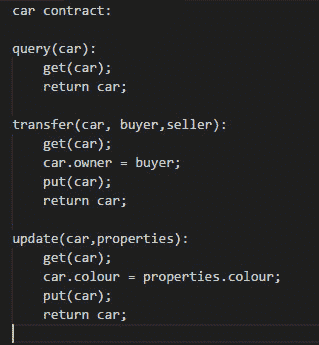 car contract:
query(car):
get(car);
return car;
transfer(car, buyer,seller):
get(car);
car.owner = buyer;
put(car);
return car;
update(car,properties):
get(car);
car.colour = properties.colour;
put(car);
return car;